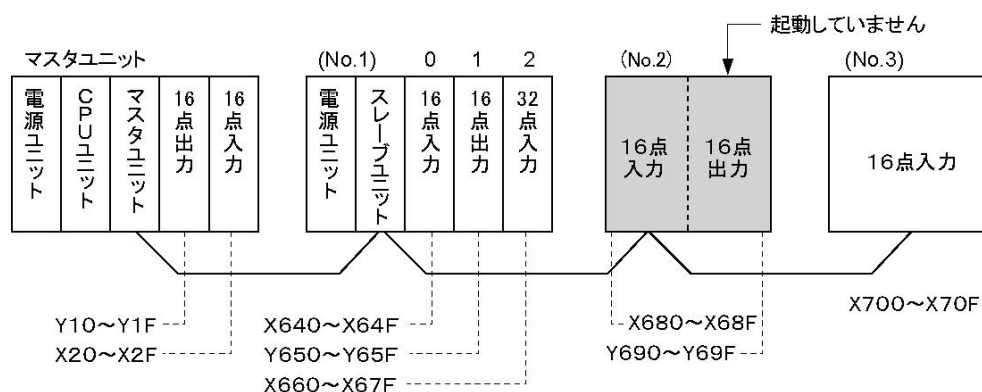 起動していません
マスタユニット
(No.1) 0 1 2
(No.2)
(No.3)
電源ユニット
CPUユニット
マスタユニット
16点出力
16点入力
電源ユニット
スレーブユニット
16点入力
16点出力
32点入力
16点
入力
16点
出力
16点入力
Y10～Y1F
X20～X2F
X640～X64F
Y650～Y65F
X660～X67F
X680～X68F
Y690～Y69F
X700～X70F